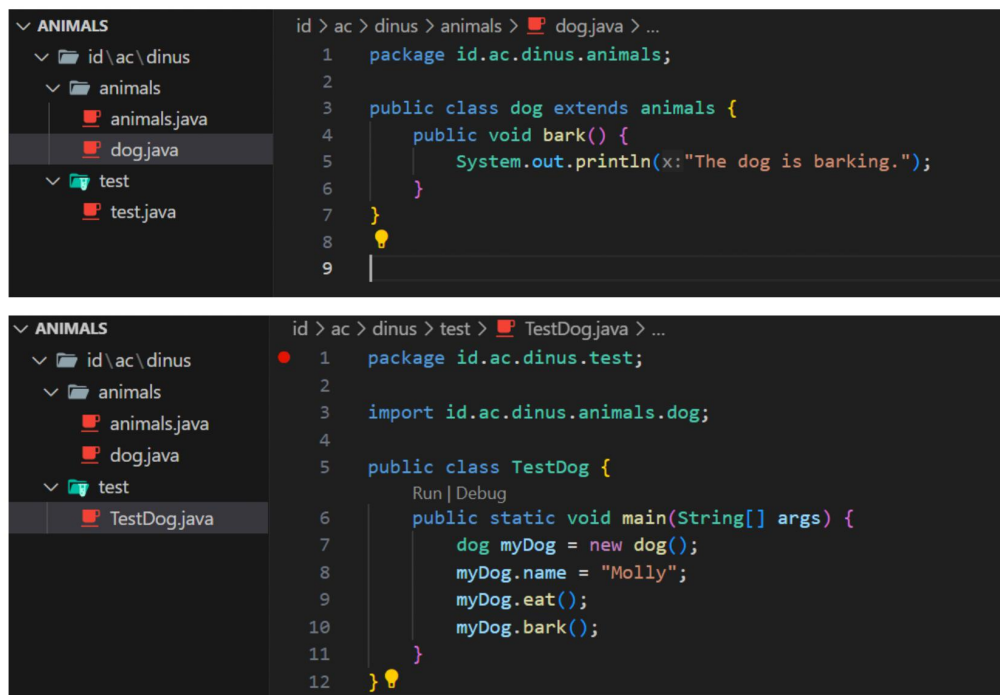 ANIMALS
id\ac\dinus
animals
animals.java
dog.java
test
test.java
id > ac > dinus > animals > dog.java > ...
1 package id.ac.dinus.animals;
2
3 public class dog extends animals {
4 public void bark() {
5 System.out.println(x:"The dog is barking.");
6 }
7 }
8
9
ANIMALS
id\ac\dinus
animals
animals.java
dog.java
test
TestDog.java
id > ac > dinus > test > TestDog.java > ...
1 package id.ac.dinus.test;
2
3 import id.ac.dinus.animals.dog;
4
5 public class TestDog {
Run | Debug
6 public static void main(String[] args) {
7 dog myDog = new dog();
8 myDog.name = "Molly";
9 myDog.eat();
10 myDog.bark();
11 }
12 }